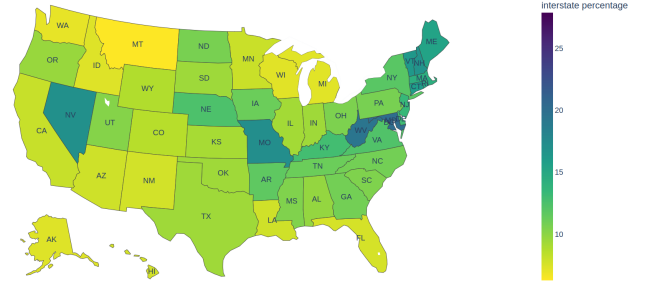 interstate percentage
WA
MT
ND
MN
ME
OR
ID
SD
WI
MI
VT
NH
NY
MA
CT
RI
WY
NE
IA
PA
NJ
NV
UT
CO
KS
MO
IL
IN
OH
WV
VA
KY
CA
AZ
NM
OK
AR
TN
NC
SC
TX
LA
MS
AL
GA
FL
AK
HI
25
20
15
10